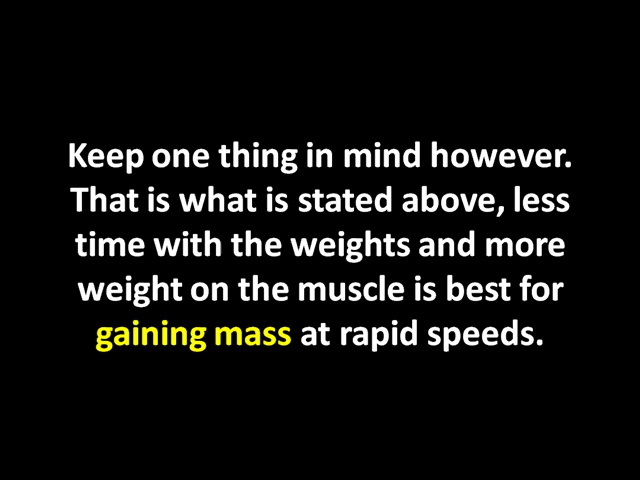 Keep one thing in mind however.
That is what is stated above, less
time with the weights and more
weight on the muscle is best for
gaining mass at rapid speeds.